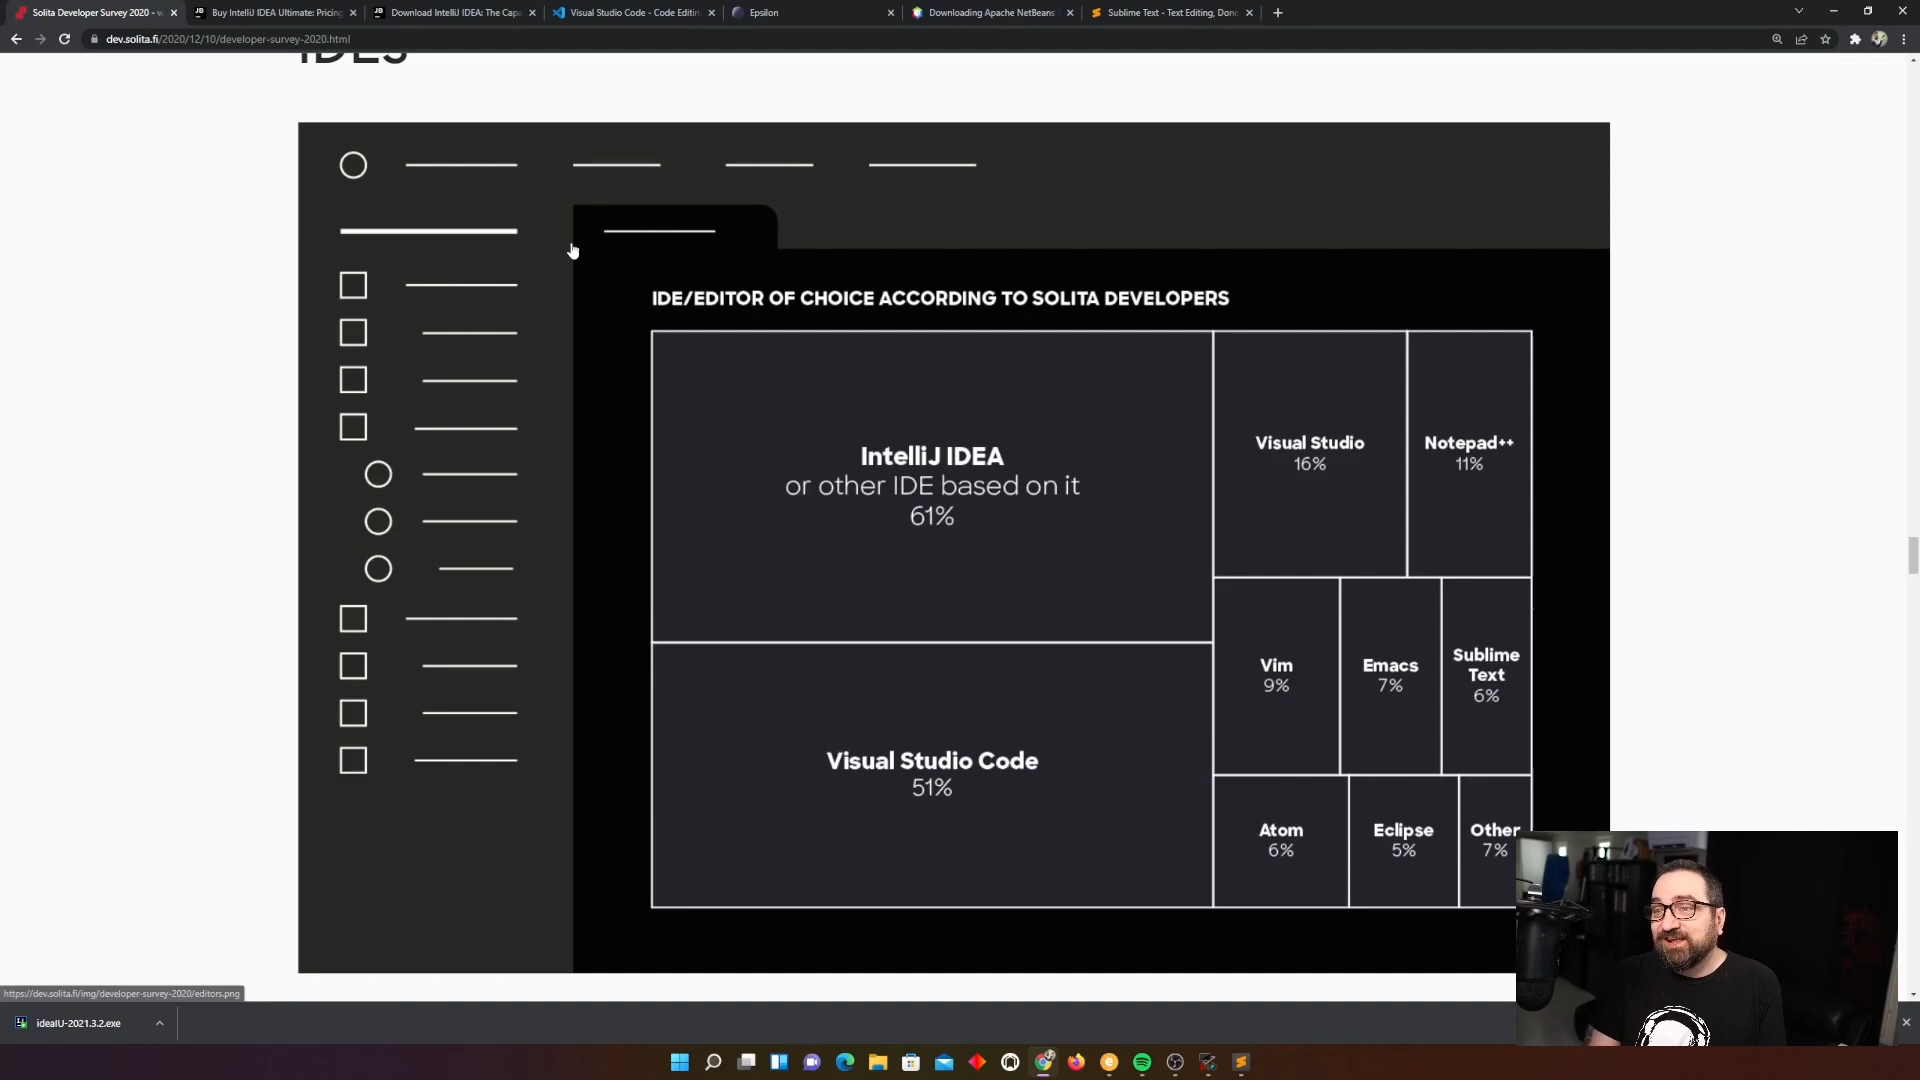 Solita Developer Survey 2020 - w
Buy IntelliJ IDEA Ultimate: Pricing
Download IntelliJ IDEA: The Capa
Visual Studio Code - Code Editin
Epsilon
Downloading Apache NetBeans
Sublime Text - Text Editing, Done
dev.solita.fi/2020/12/10/developer-survey-2020.html
IDES
IDE/EDITOR OF CHOICE ACCORDING TO SOLITA DEVELOPERS
IntelliJ IDEA
or other IDE based on it
61%
Visual Studio
16%
Notepad++
11%
Vim
9%
Emacs
7%
Sublime
Text
6%
Visual Studio Code
51%
Atom
6%
Eclipse
5%
Other
7%
https://dev.solita.fi/img/developer-survey-2020/editors.png
ideaIU-2021.3.2.exe